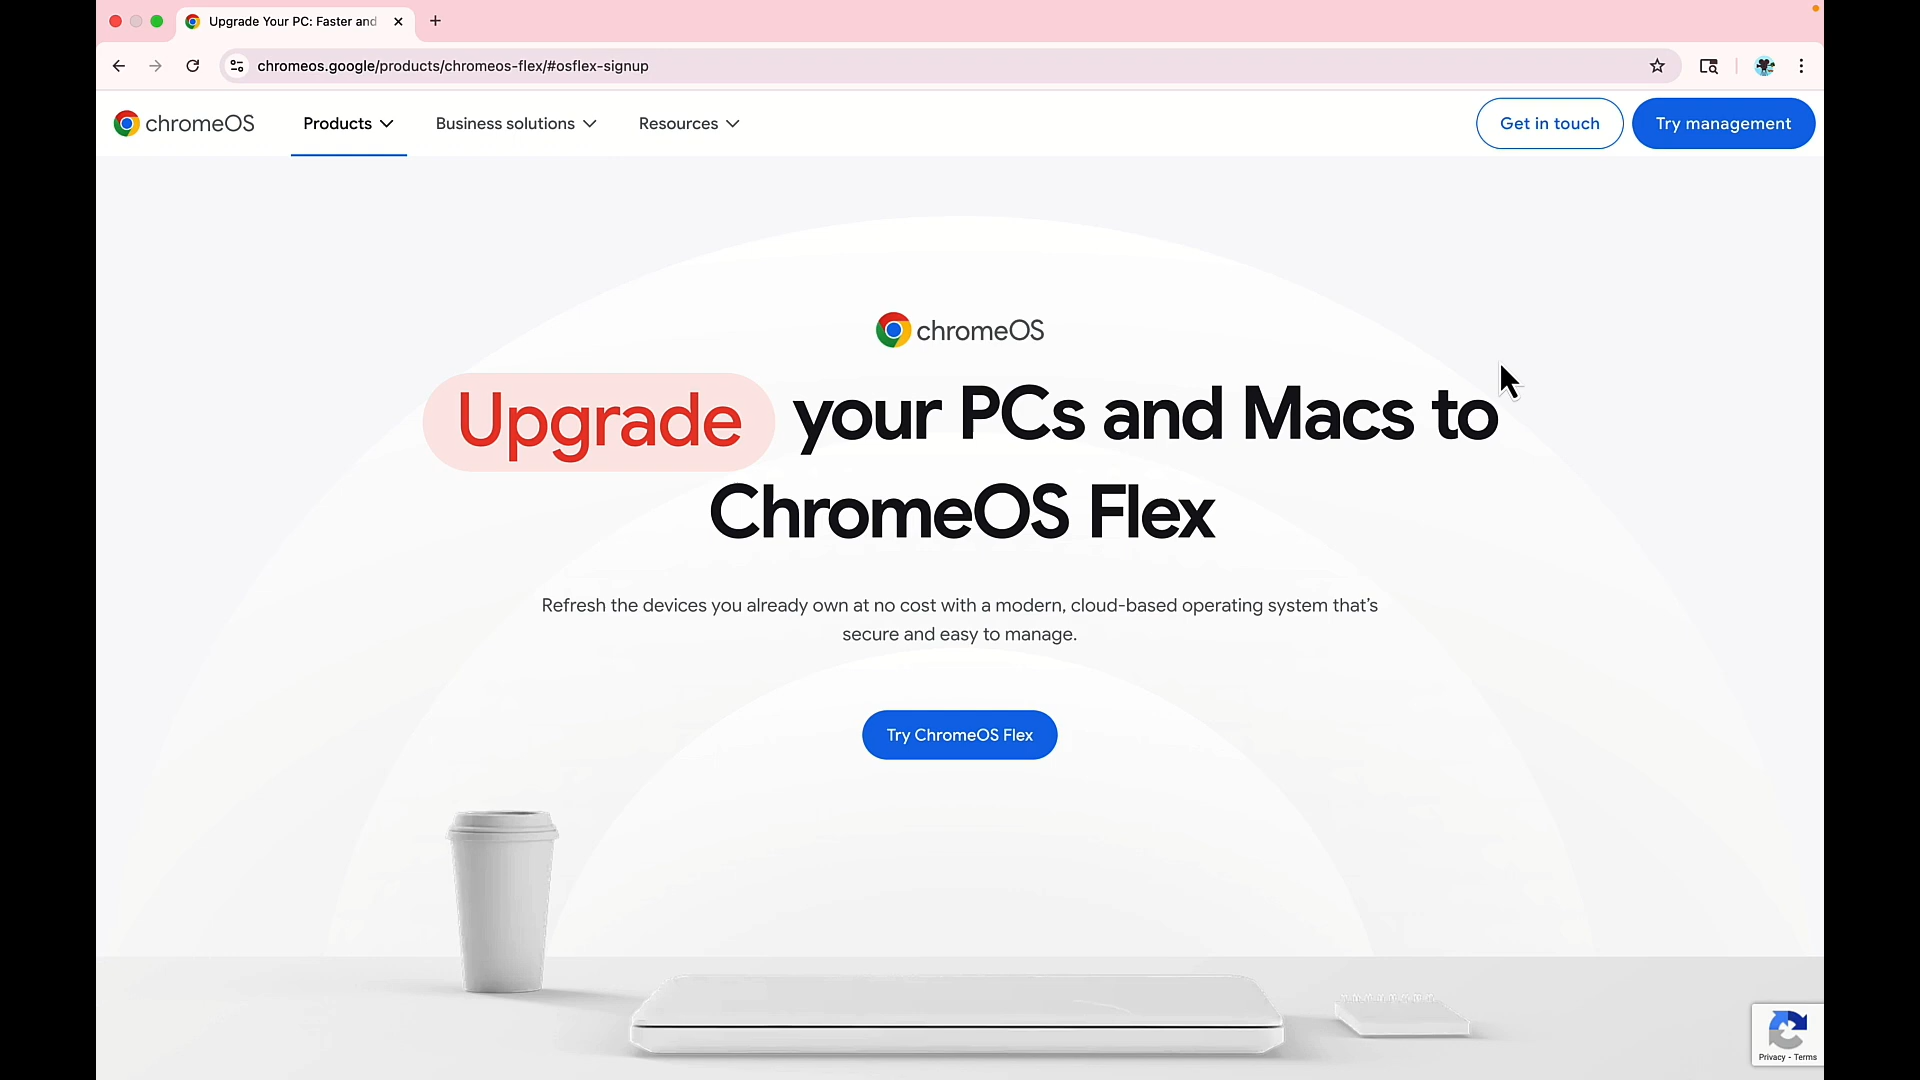 Upgrade Your PC: Faster and
chromeos.google/products/chromeos-flex/#osflex-signup
chromeOS
Products
Business solutions
Resources
Get in touch
Try management
chromeOS
Upgrade your PCs and Macs to
ChromeOS Flex
Refresh the devices you already own at no cost with a modern, cloud-based operating system that's
secure and easy to manage.
Try ChromeOS Flex
Privacy - Terms